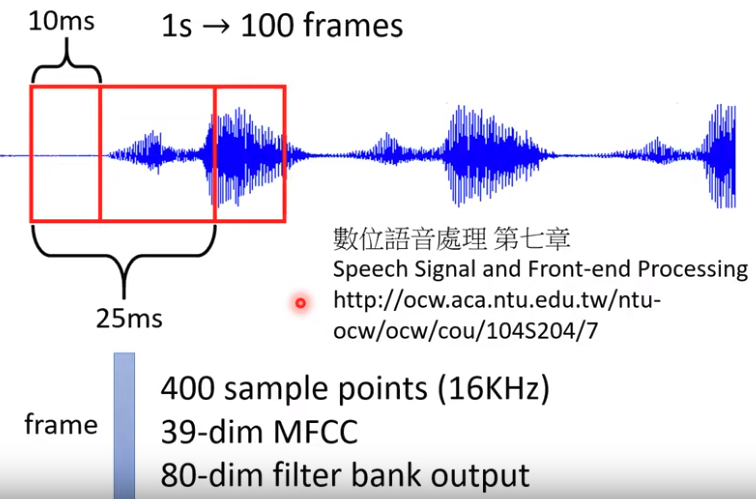 10ms
1s → 100 frames
數位語音處理 第七章
Speech Signal and Front-end Processing
http://ocw.aca.ntu.edu.tw/ntu-
ocw/ocw/cou/104S204/7
25ms
400 sample points (16KHz)
frame
39-dim MFCC
80-dim filter bank output